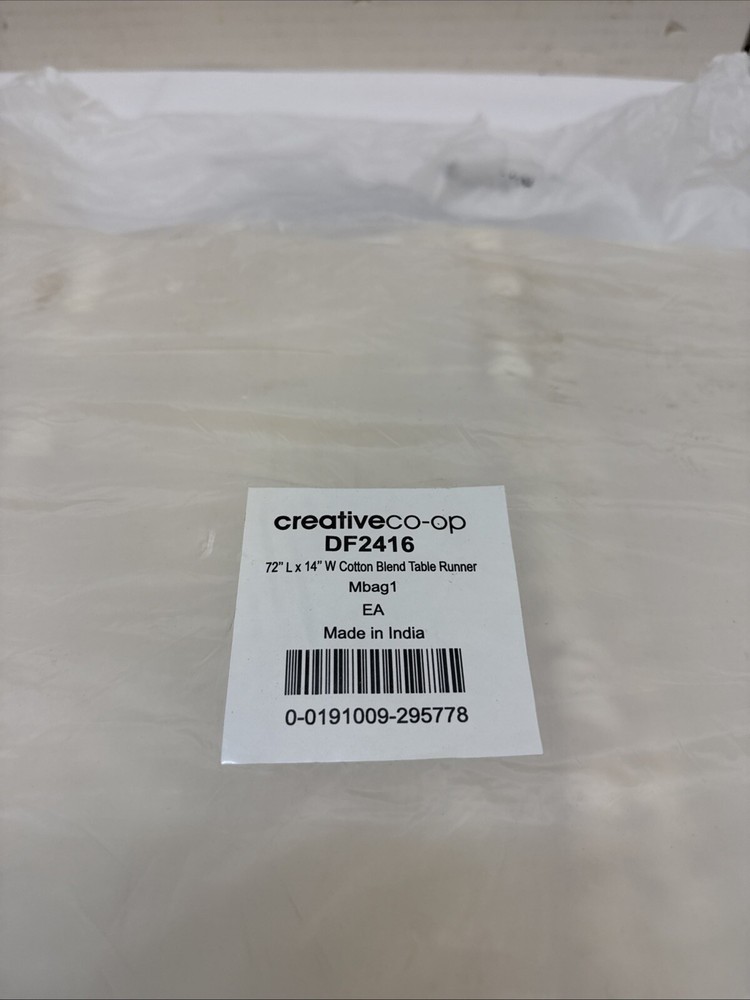 creativeco-op
DF2416
72” L x 14” W Cotton Blend Table Runner
Mbag1
EA
Made in India
0-0191009-295778